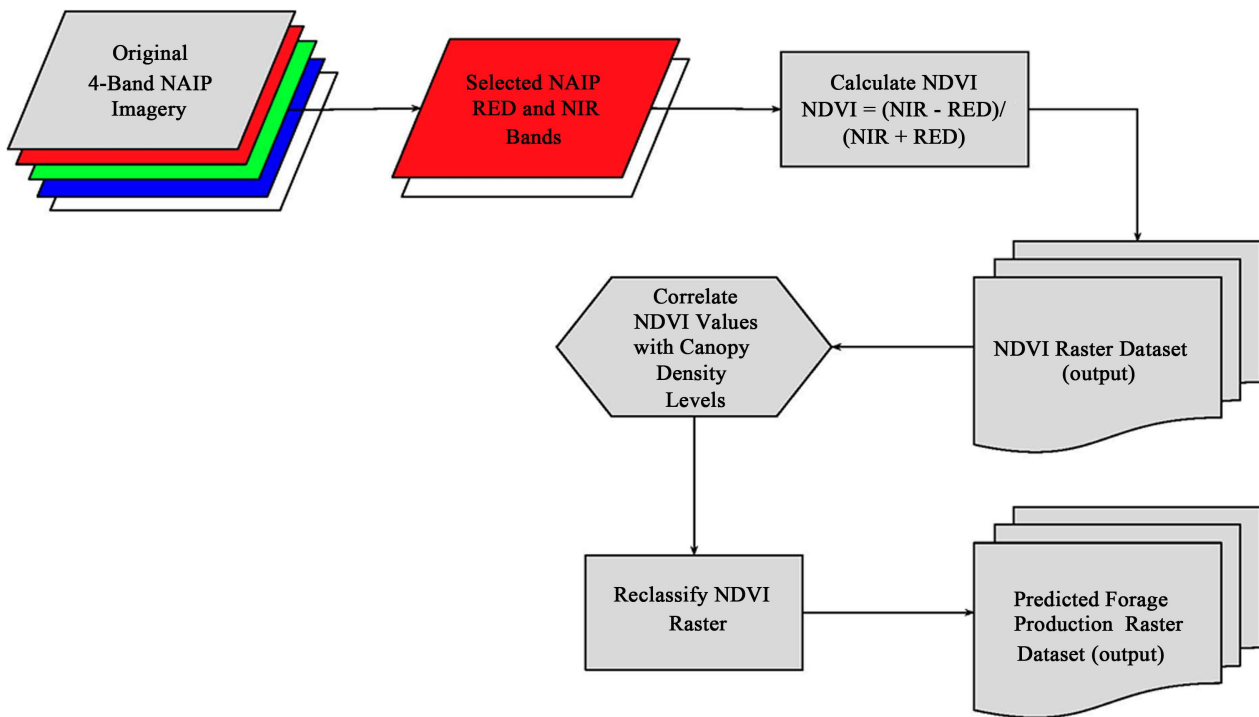 Original
4-Band NAIP
Imagery
Selected NAIP
RED and NIR
Bands
Calculate NDVI
NDVI = (NIR - RED)/
(NIR + RED)
NDVI Raster Dataset
(output)
Correlate
NDVI Values
with Canopy
Density
Levels
Reclassify NDVI
Raster
Predicted Forage
Production Raster
Dataset (output)